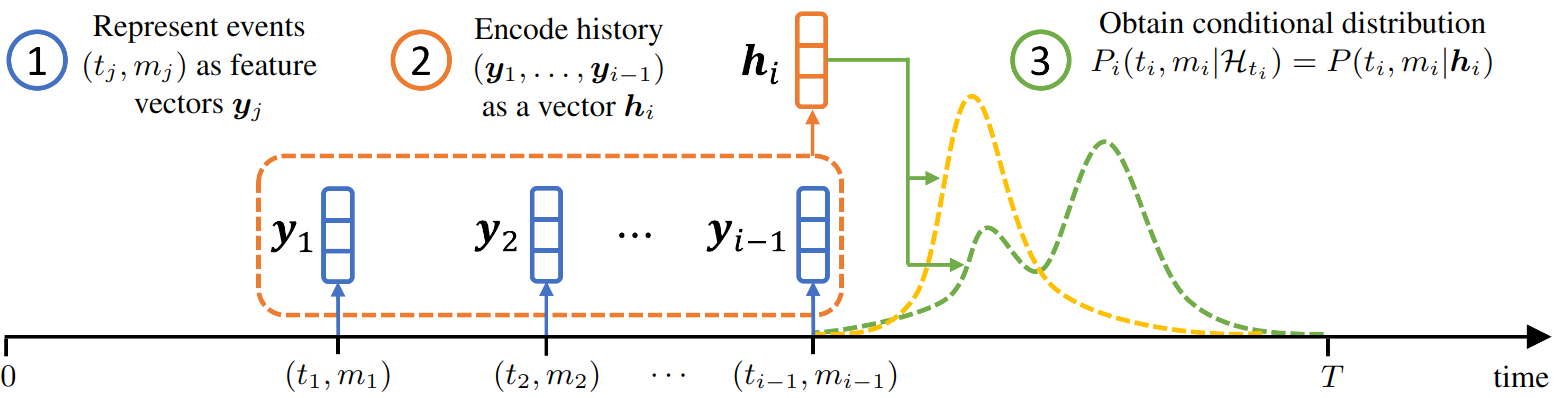 1
Represent events
(t_j, m_j) as feature
vectors y_j
2
Encode history
(y_1, . . . , y_{i−1})
as a vector h_i
h_i
3
Obtain conditional distribution
P_i(t_i, m_i|ℋ_{t_i}) = P(t_i, m_i|h_i)
y_1
y_2
...
y_{i−1}
0
(t_1, m_1)
(t_2, m_2)
· · ·
(t_{i−1}, m_{i−1})
T
time